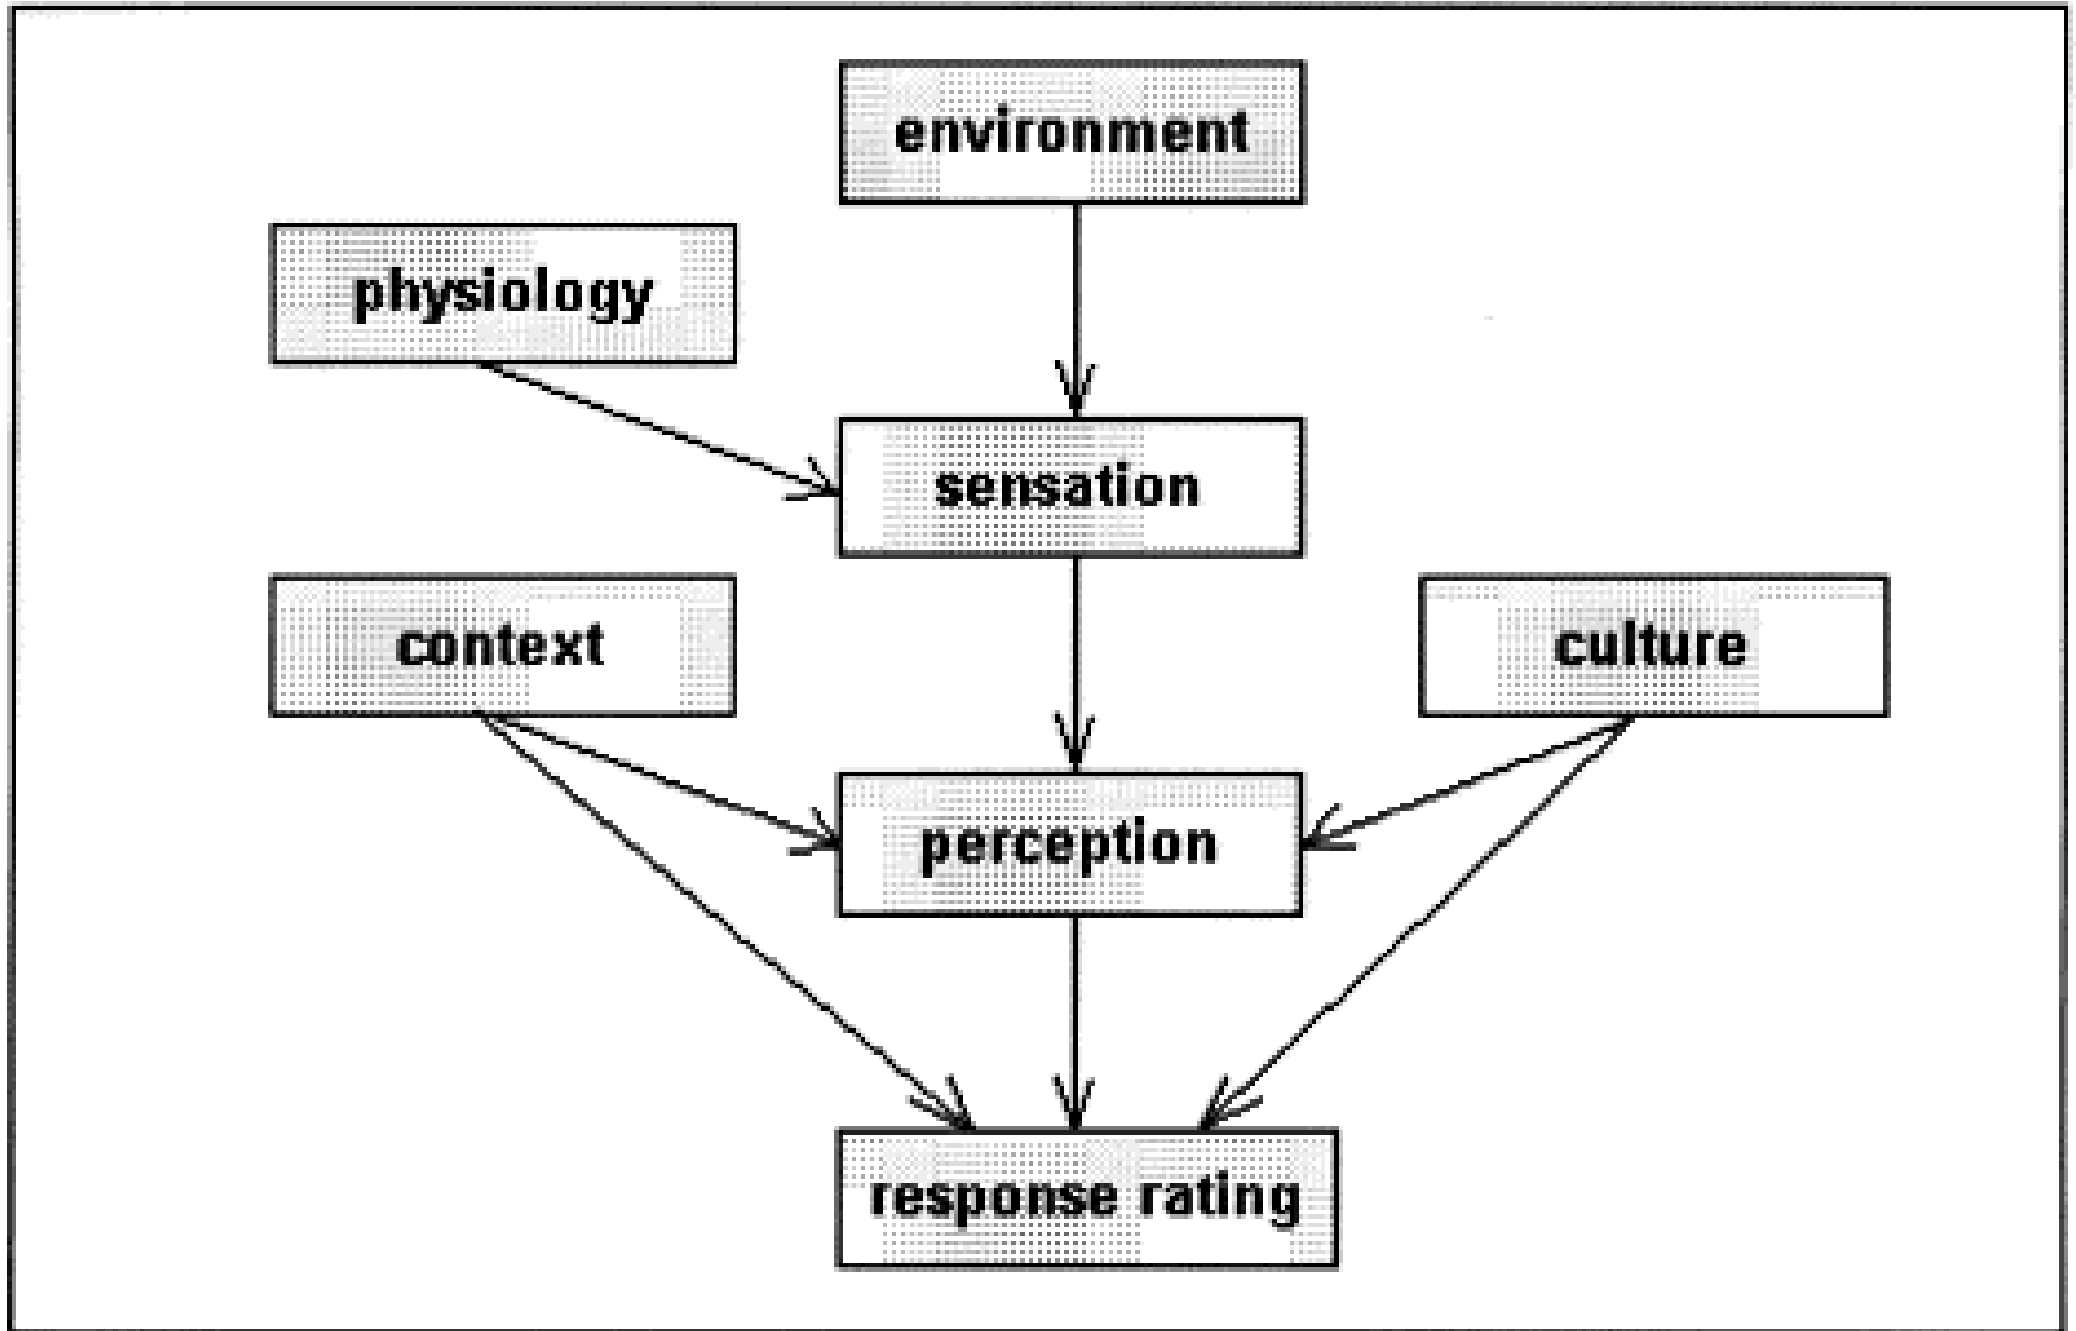 environment
physiology
sensation
context
culture
perception
response rating